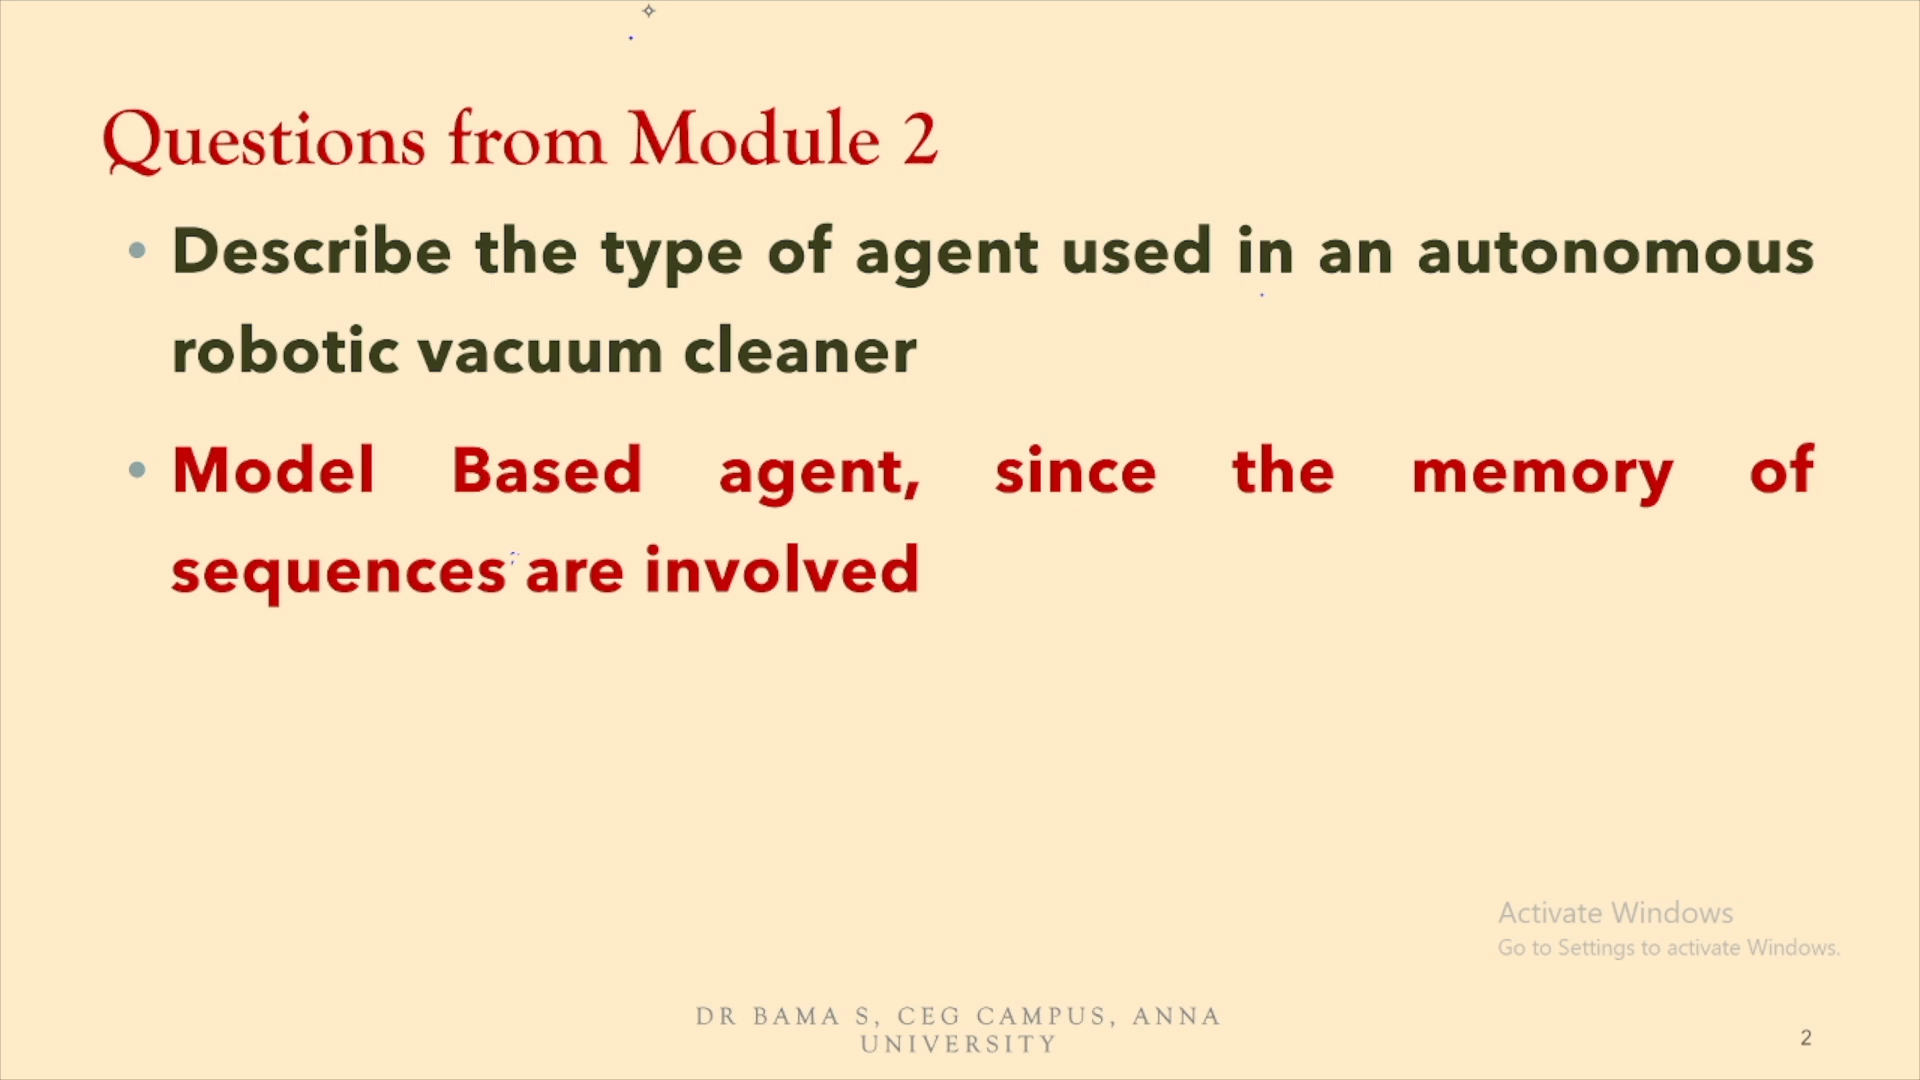 Questions from Module 2
• Describe the type of agent used in an autonomous
robotic vacuum cleaner
• Model Based agent, since the memory of
sequences are involved
Activate Windows
Go to Settings to activate Windows.
DR BAMA S, CEG CAMPUS, ANNA
UNIVERSITY
2